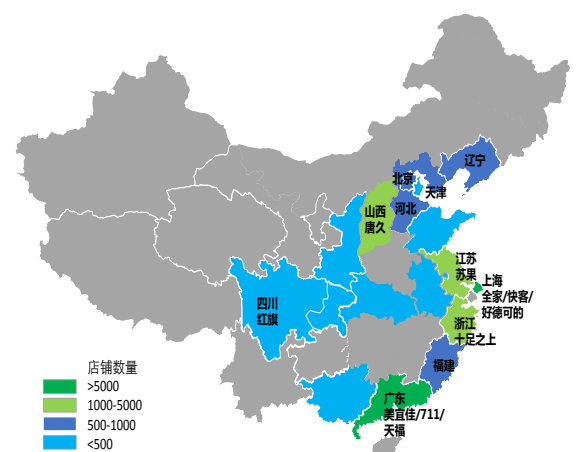 辽宁
北京
天津
山西
唐久
河北
江苏
苏果
上海
全家/快客/
好德可的
四川
红旗
浙江
十足之上
福建
广东
美宜佳/711/
天福
店铺数量
>5000
1000-5000
500-1000
<500